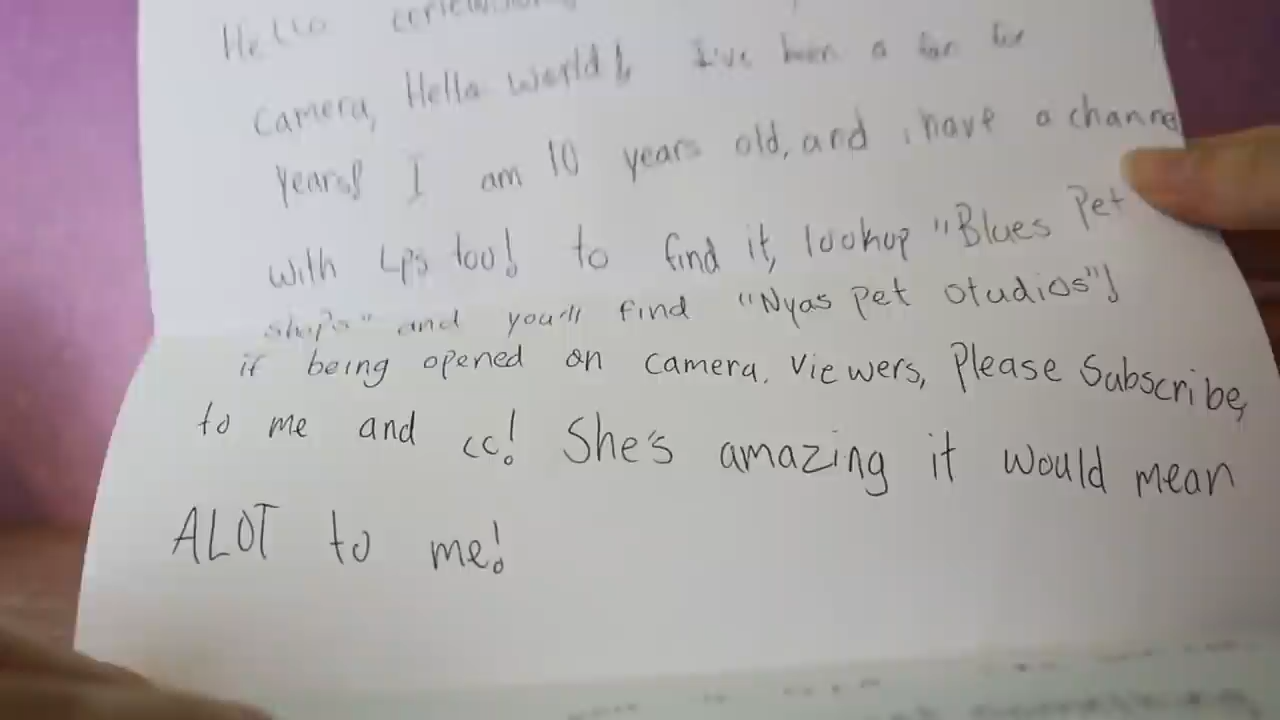 Hello
camera, Hello world! I've been a fan for
years! I am 10 years old, and i have a channel
with Lps too! to find it, lookup "Blues Pet
shops" and you'll find "Nyas Pet Studios"!
if being opened on camera, viewers, Please Subscribe,
to me and cc! She's amazing it would mean
ALOT to me!